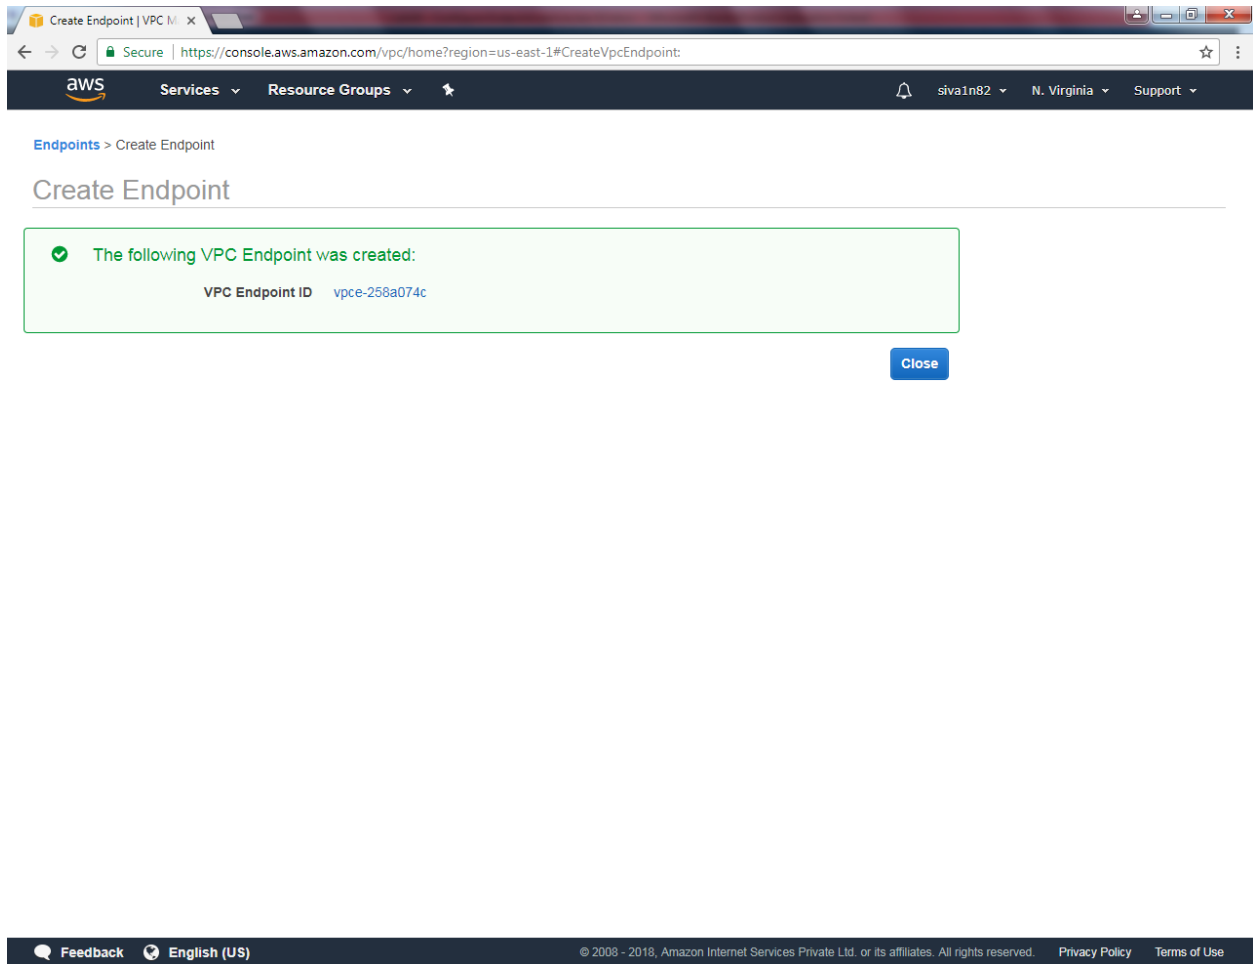 Create Endpoint | VPC M
Secure | https://console.aws.amazon.com/vpc/home?region=us-east-1#CreateVpcEndpoint:
aws Services Resource Groups siva1n82 N. Virginia Support
Endpoints > Create Endpoint
Create Endpoint
The following VPC Endpoint was created:
VPC Endpoint ID vpce-258a074c
Close
Feedback English (US) © 2008 - 2018, Amazon Internet Services Private Ltd. or its affiliates. All rights reserved. Privacy Policy Terms of Use